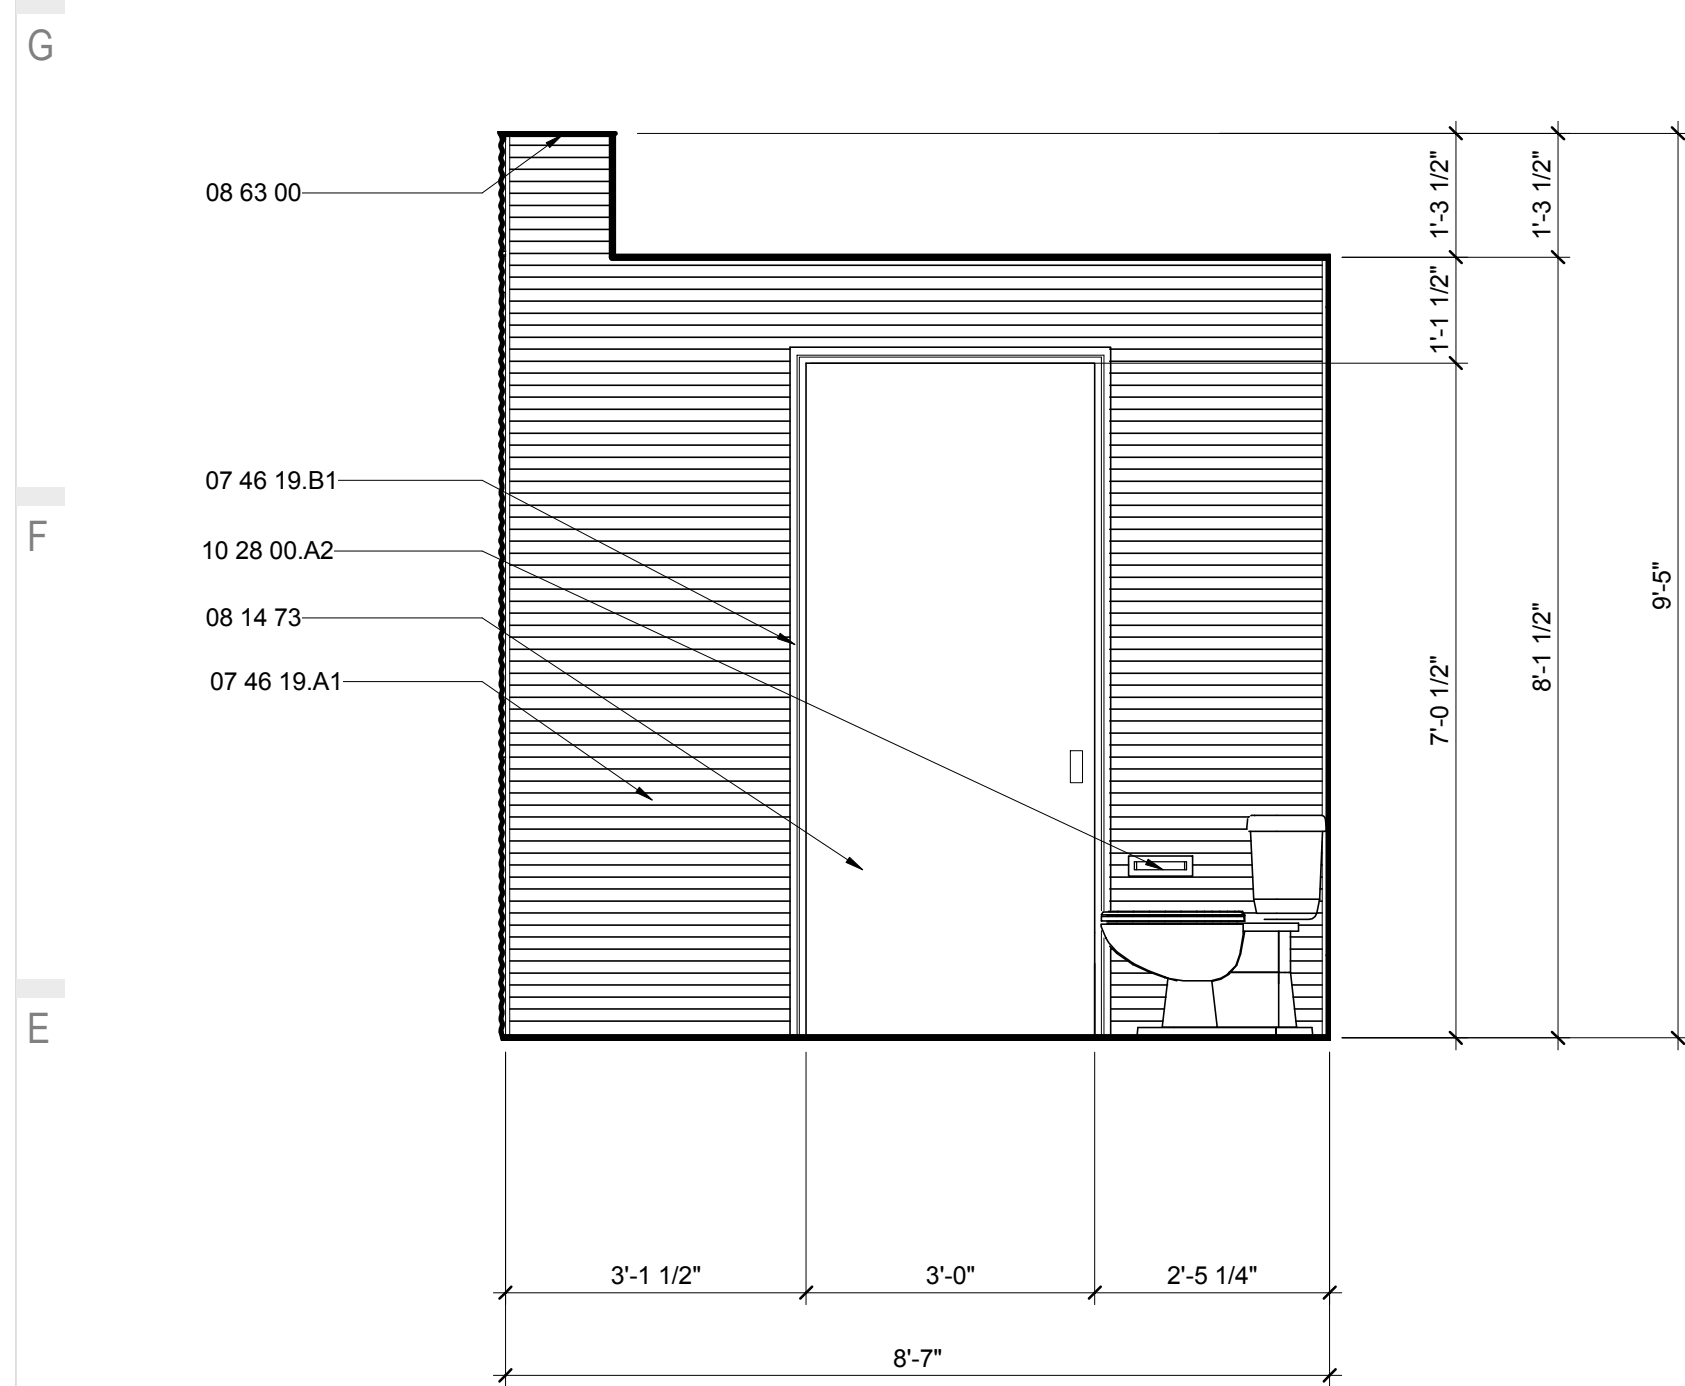 G
08 63 00
1'-3 1/2"
1'-3 1/2"
1'-1 1/2"
07 46 19.B1
F
10 28 00.A2
08 14 73
07 46 19.A1
7'-0 1/2"
8'-1 1/2"
9'-5"
E
3'-1 1/2"
3'-0"
2'-5 1/4"
8'-7"